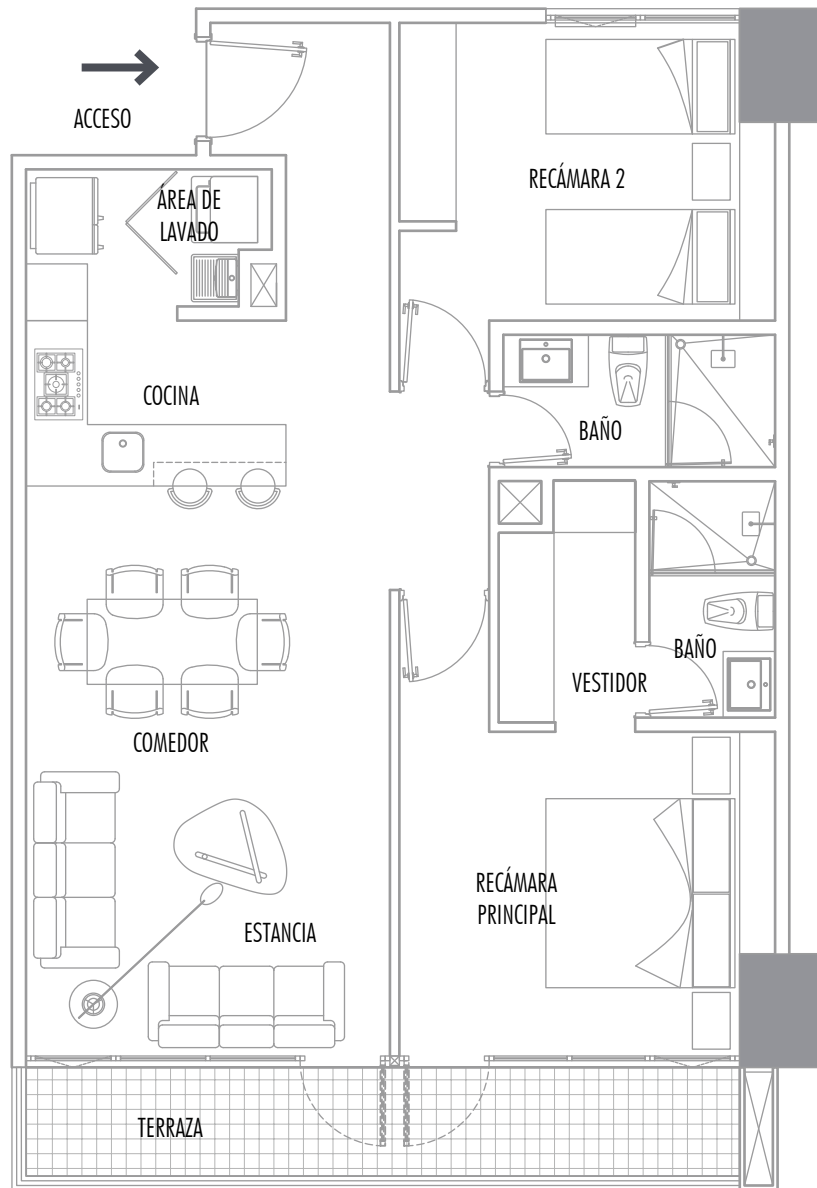 ACCESO
ÁREA DE
LAVADO
RECÁMARA 2
COCINA
BAÑO
BAÑO
VESTIDOR
COMEDOR
RECÁMARA
PRINCIPAL
ESTANCIA
TERRAZA